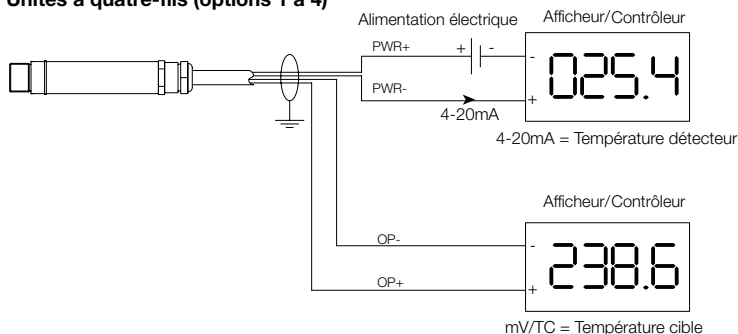 Unités à quatre-fils (options 1 à 4)
Alimentation électrique
Afficheur/Contrôleur
PWR+
+ -
-
025.4
PWR-
+
4-20mA
4-20mA = Température détecteur
Afficheur/Contrôleur
OP-
-
238.6
OP+
+
mV/TC = Température cible